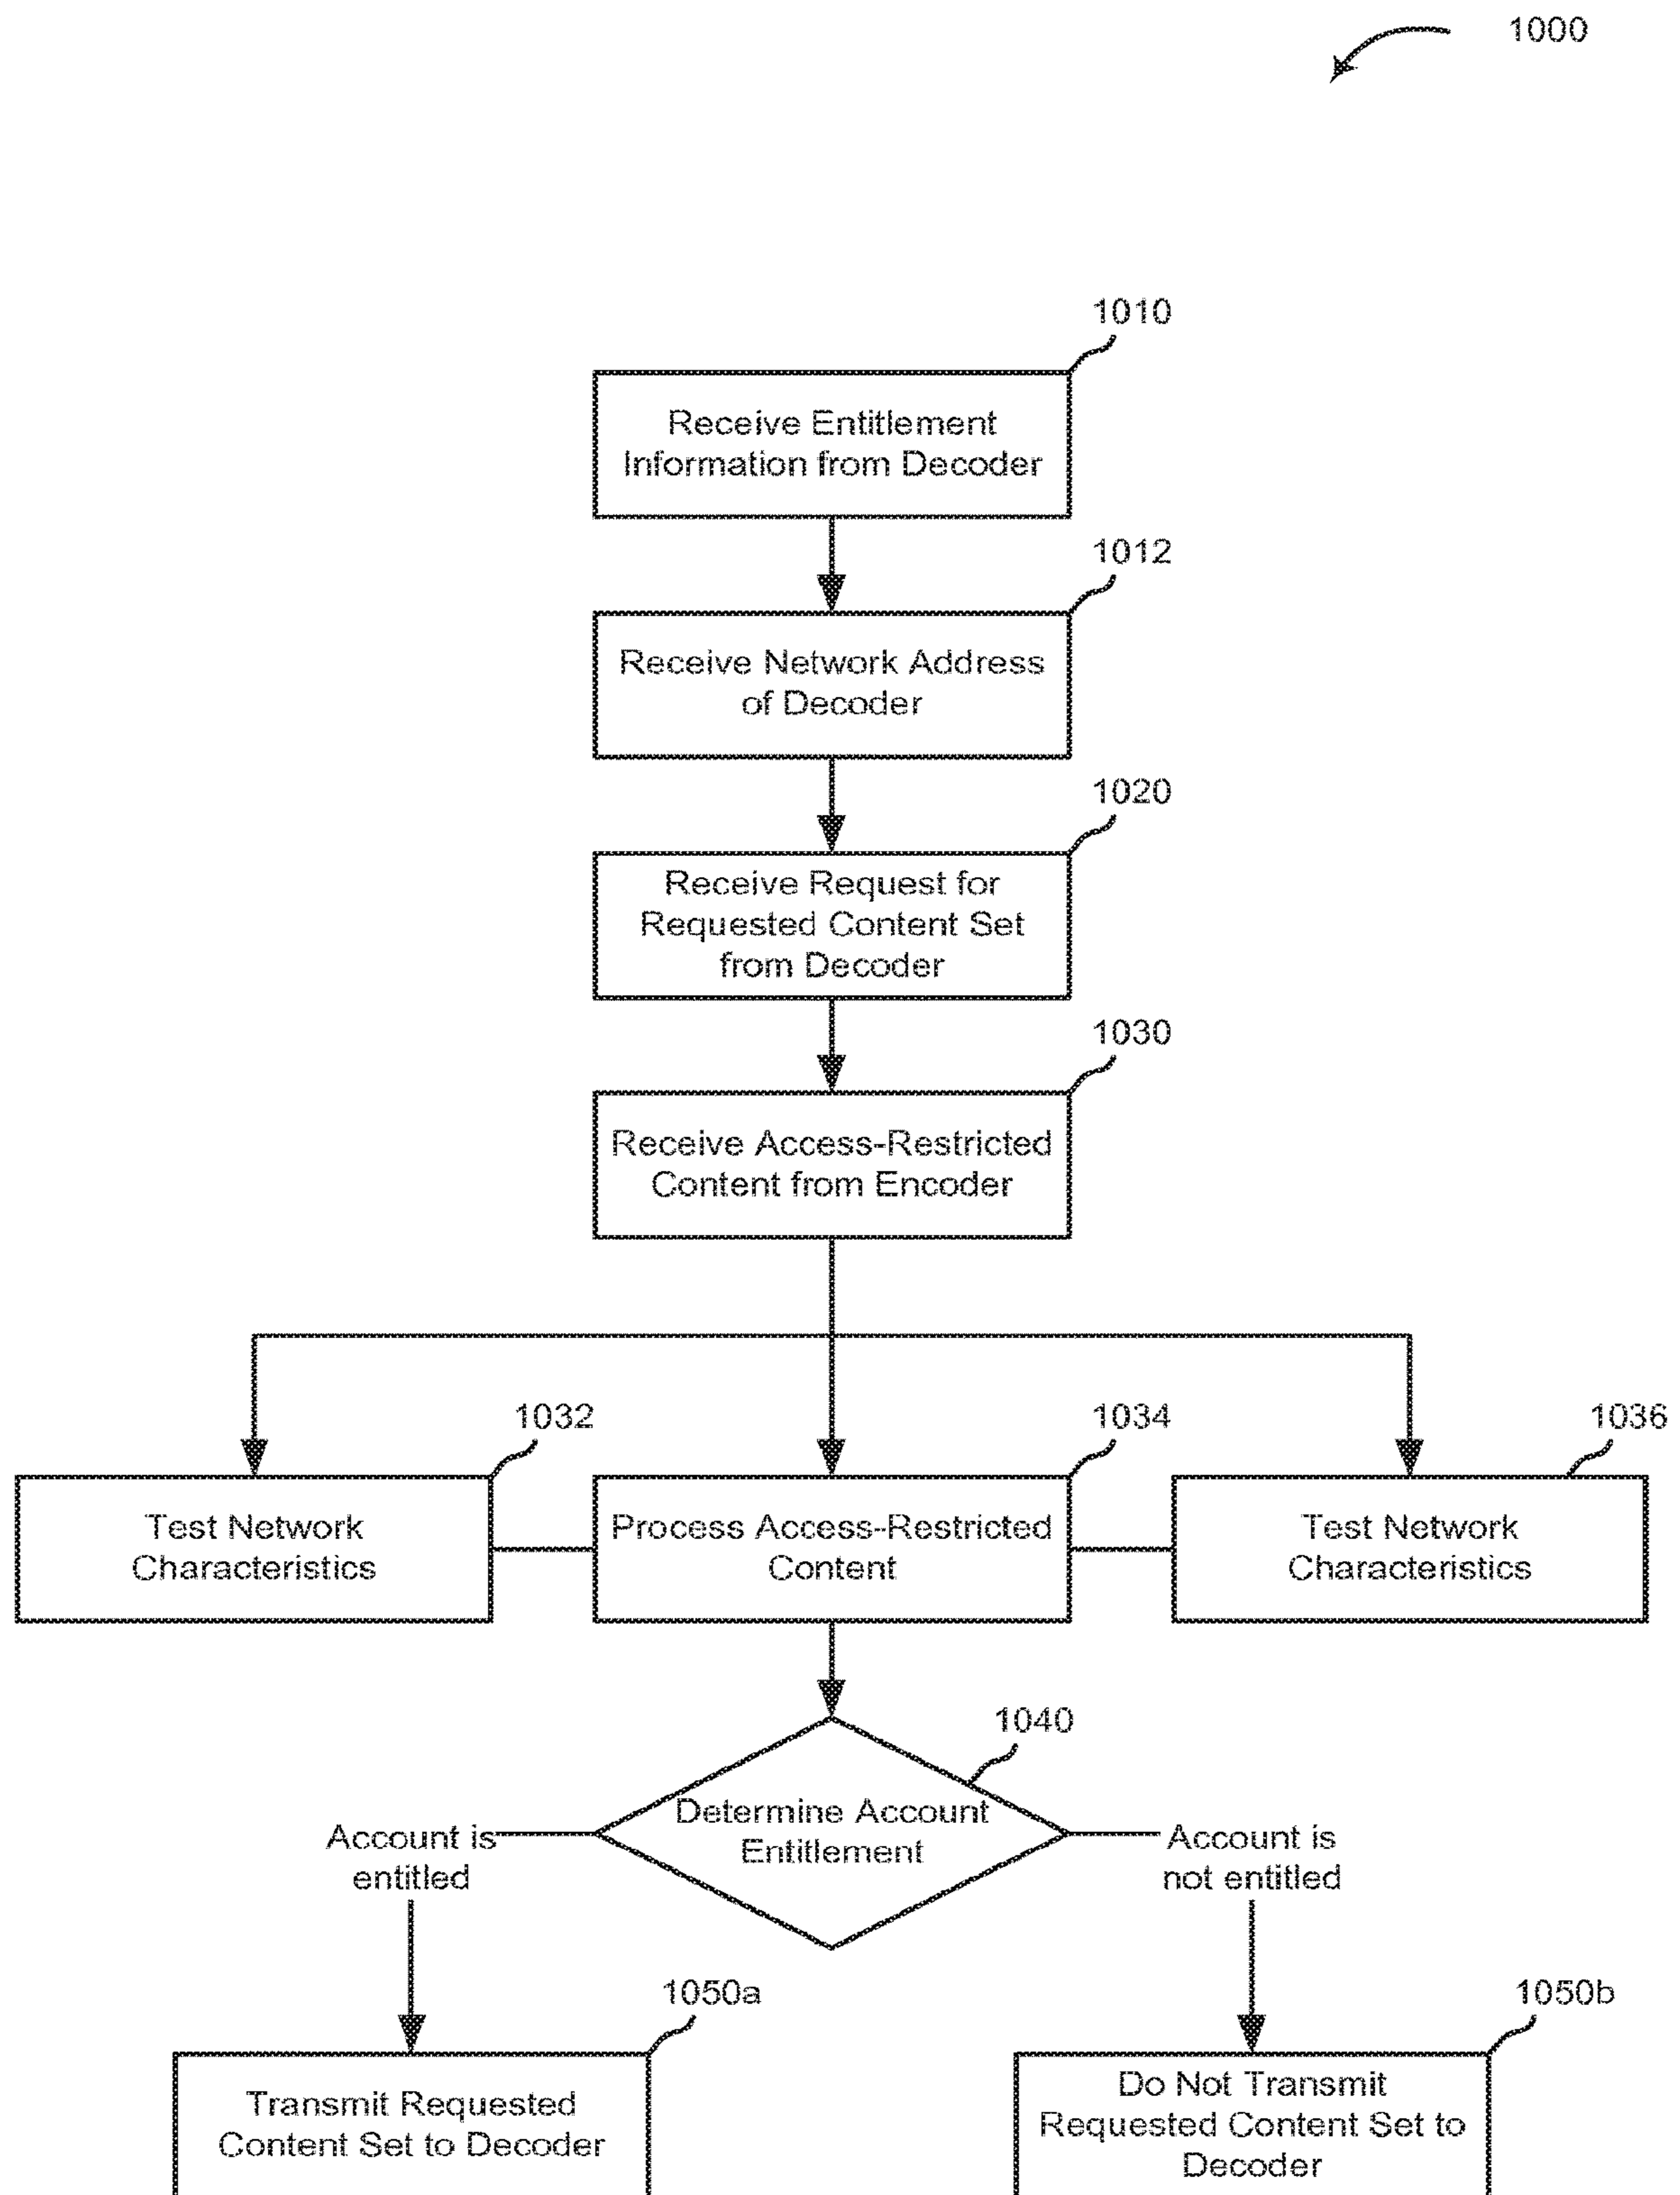 1000
1010
Receive Entitlement
Information from Decoder
1012
Receive Network Address
of Decoder
1020
Receive Request for
Requested Content Set
from Decoder
1030
Receive Access-Restricted
Content from Encoder
1032
1034
1036
Test Network
Characteristics
Process Access-Restricted
Content
Test Network
Characteristics
1040
Determine Account
Entitlement
Account is
entitled
Account is
not entitled
1050a
1050b
Transmit Requested
Content Set to Decoder
Do Not Transmit
Requested Content Set to
Decoder